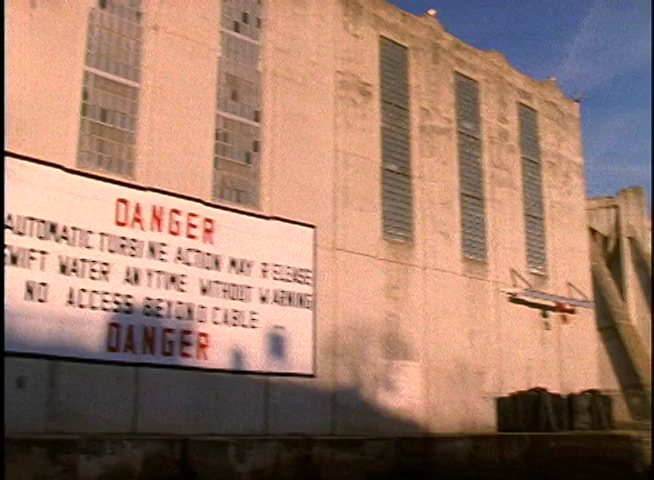 DANGER
AUTOMATIC TURBINE ACTION MAY RELEASE
SWIFT WATER ANYTIME WITHOUT WARNING
NO ACCESS BEYOND CABLE
DANGER